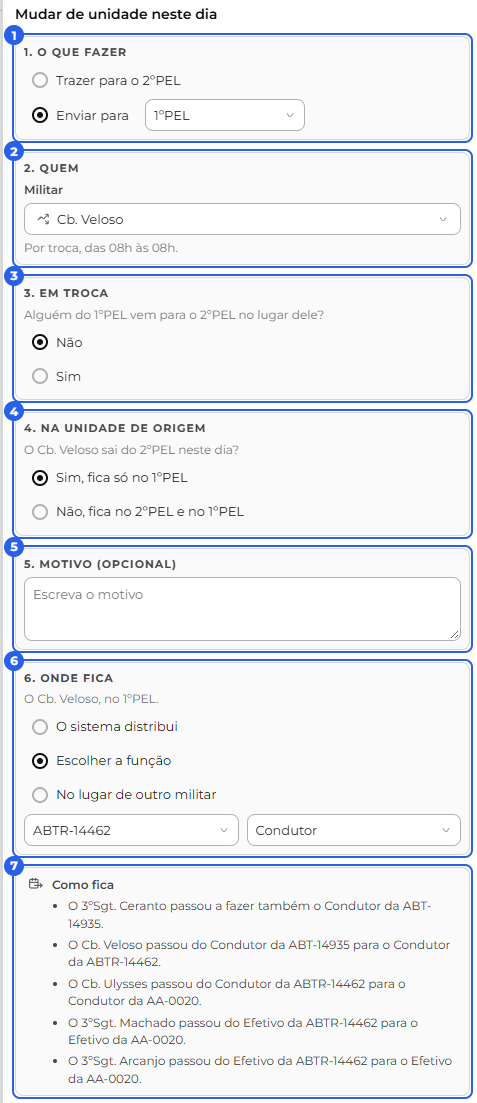 Mudar de unidade neste dia
1
1. O QUE FAZER
Trazer para o 2ºPEL
Enviar para
1ºPEL
2
2. QUEM
Militar
Cb. Veloso
Por troca, das 08h às 08h.
3
3. EM TROCA
Alguém do 1ºPEL vem para o 2ºPEL no lugar dele?
Não
Sim
4
4. NA UNIDADE DE ORIGEM
O Cb. Veloso sai do 2ºPEL neste dia?
Sim, fica só no 1ºPEL
Não, fica no 2ºPEL e no 1ºPEL
5
5. MOTIVO (OPCIONAL)
Escreva o motivo
6
6. ONDE FICA
O Cb. Veloso, no 1ºPEL.
O sistema distribui
Escolher a função
No lugar de outro militar
ABTR-14462
Condutor
7
Como fica
• O 3ºSgt. Ceranto passou a fazer também o Condutor da ABT-
14935.
• O Cb. Veloso passou do Condutor da ABT-14935 para o Condutor
da ABTR-14462.
• O Cb. Ulysses passou do Condutor da ABTR-14462 para o
Condutor da AA-0020.
• O 3ºSgt. Machado passou do Efetivo da ABTR-14462 para o
Efetivo da AA-0020.
• O 3ºSgt. Arcanjo passou do Efetivo da ABTR-14462 para o Efetivo
da AA-0020.